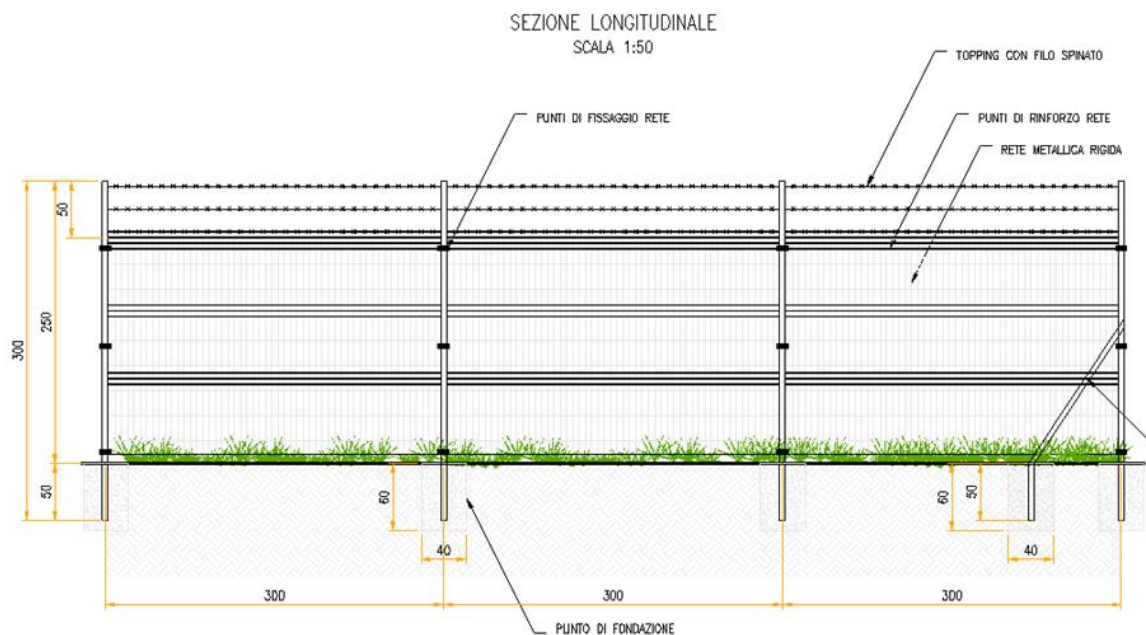 SEZIONE LONGITUDINALE
SCALA 1:50
TOPPING CON FILO SPINATO
PUNTI DI FISSAGGIO RETE
PUNTI DI RINFORZO RETE
RETE METALLICA RIGIDA
50
250
300
50
60
40
60
50
40
300
300
300
PUNTO DI FONDAZIONE